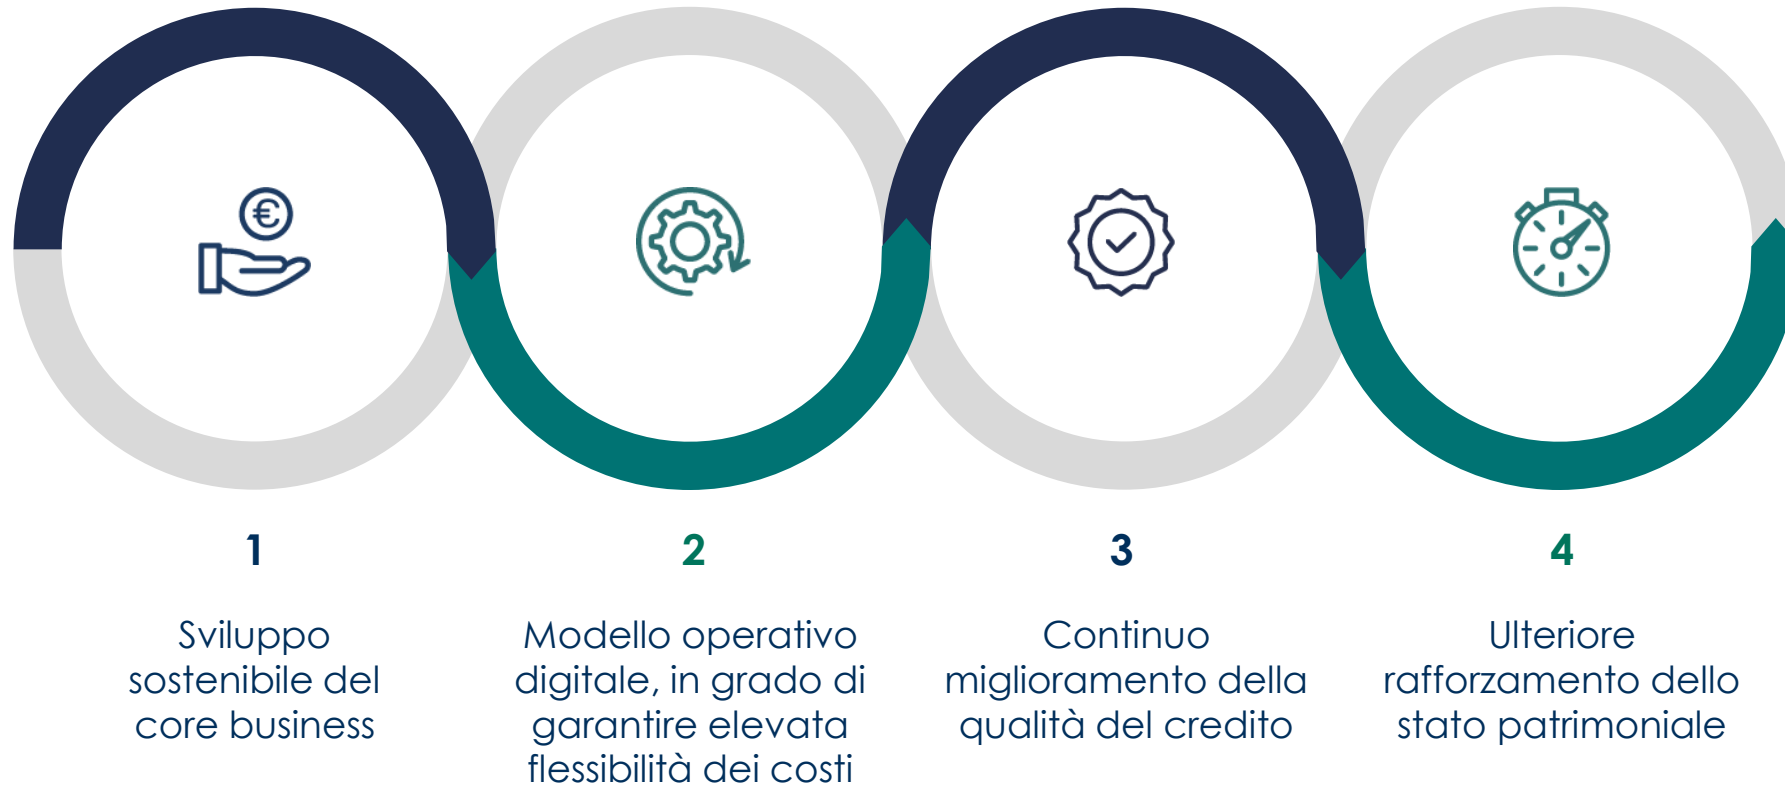 €
1
Sviluppo
sostenibile del
core business
2
Modello operativo
digitale, in grado di
garantire elevata
flessibilità dei costi
3
Continuo
miglioramento della
qualità del credito
4
Ulteriore
rafforzamento dello
stato patrimoniale